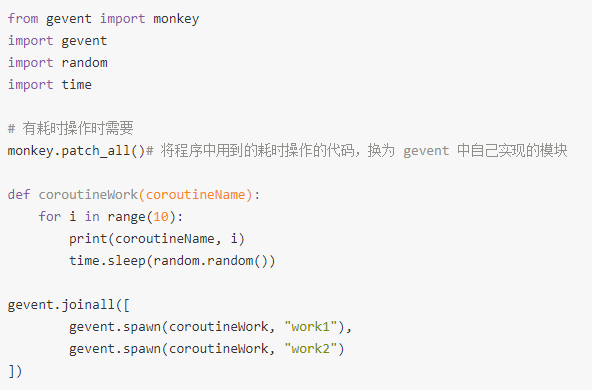 from gevent import monkey
import gevent
import random
import time
# 有耗时操作时需要
monkey.patch_all()# 将程序中用到的耗时操作的代码，换为 gevent 中自己实现的模块
def coroutineWork(coroutineName):
    for i in range(10):
        print(coroutineName, i)
        time.sleep(random.random())
gevent.joinall([
        gevent.spawn(coroutineWork, "work1"),
        gevent.spawn(coroutineWork, "work2")
])